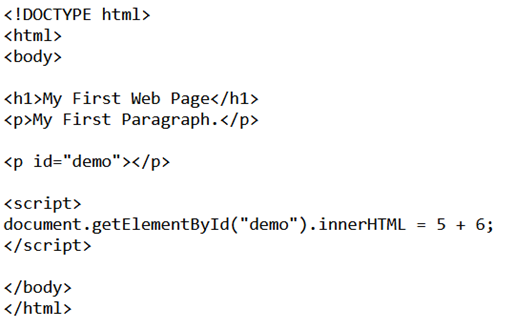 <!DOCTYPE html>
<html>
<body>
<h1>My First Web Page</h1>
<p>My First Paragraph.</p>
<p id="demo"></p>
<script>
document.getElementById("demo").innerHTML = 5 + 6;
</script>
</body>
</html>